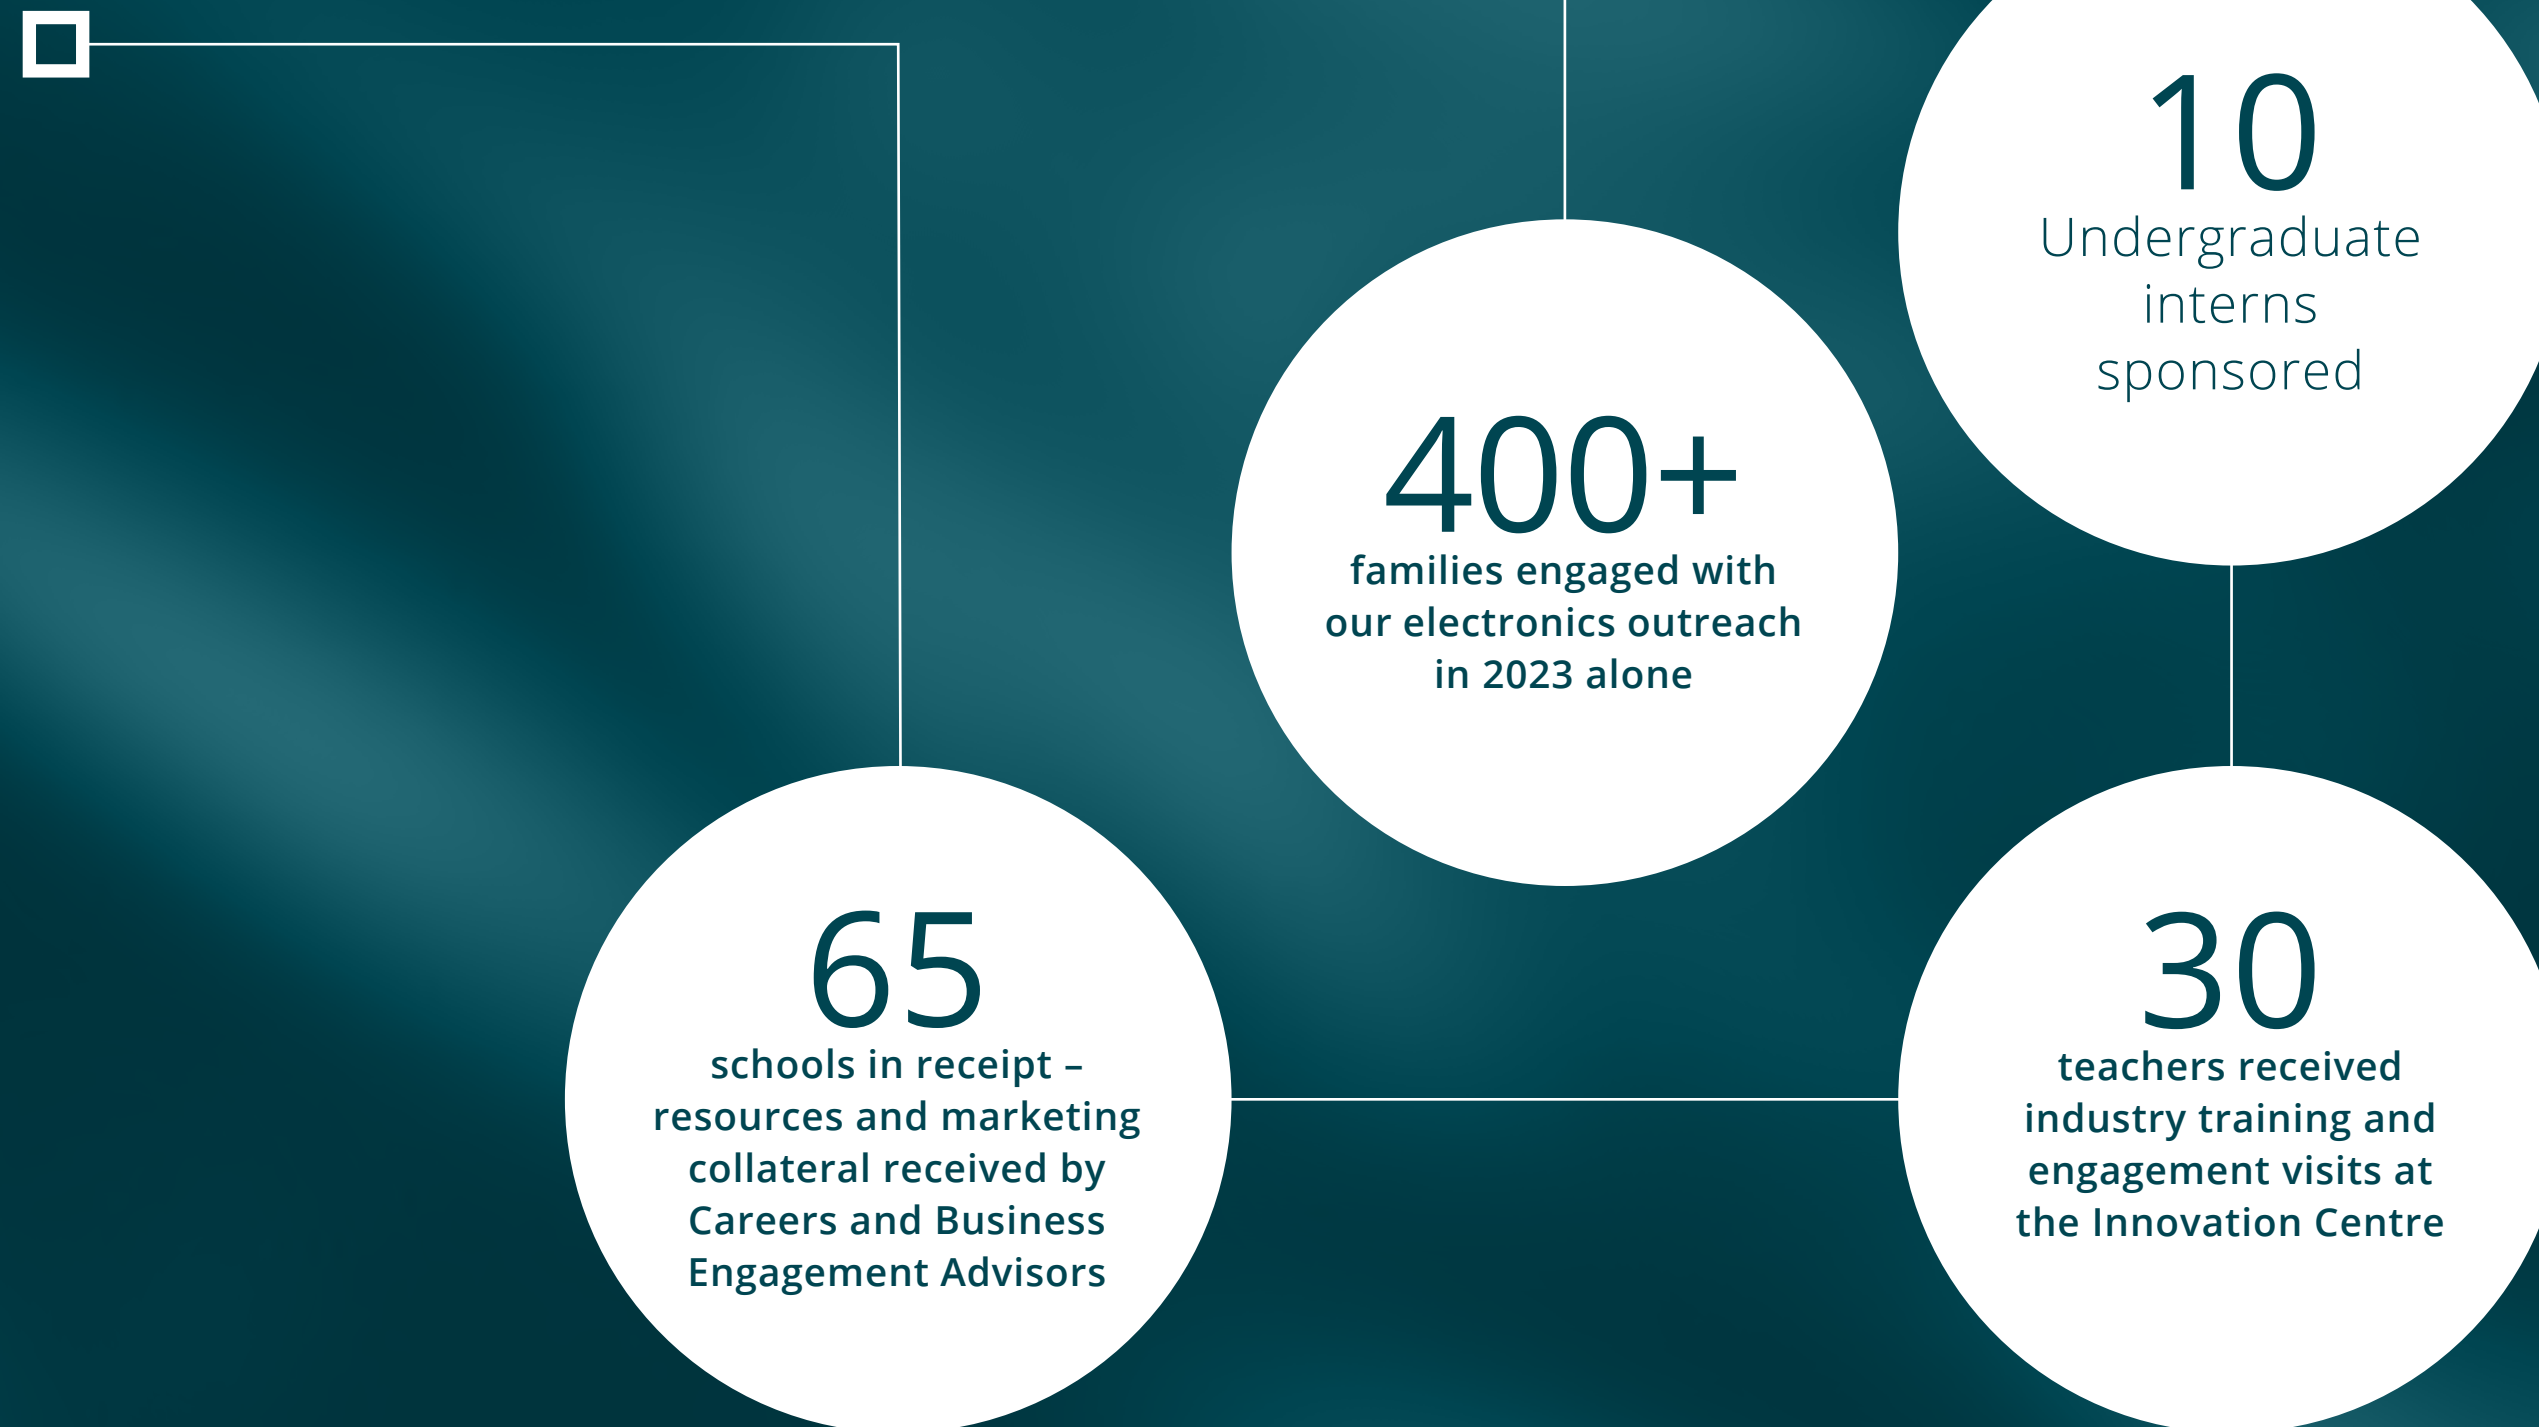 10
Undergraduate
interns
sponsored
400+
families engaged with
our electronics outreach
in 2023 alone
65
schools in receipt –
resources and marketing
collateral received by
Careers and Business
Engagement Advisors
30
teachers received
industry training and
engagement visits at
the Innovation Centre